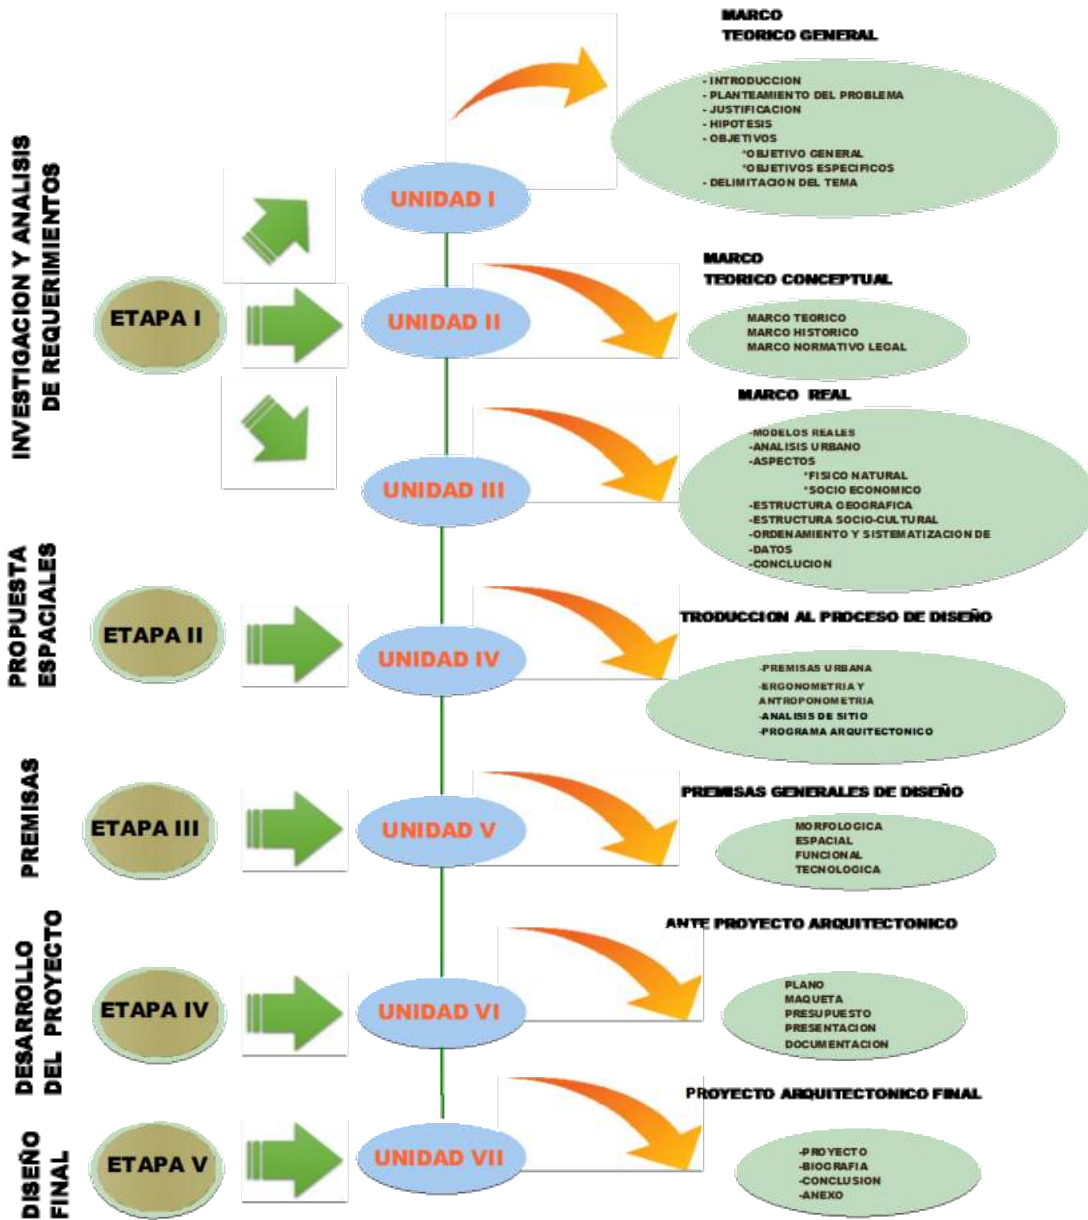 INVESTIGACION Y ANALISIS
DE REQUERIMIENTOS
ETAPA I
UNIDAD I
MARCO
TEORICO GENERAL
- INTRODUCCION
- PLANTEAMIENTO DEL PROBLEMA
- JUSTIFICACION
- HIPOTESIS
- OBJETIVOS
*OBJETIVO GENERAL
*OBJETIVOS ESPECIFICOS
- DELIMITACION DEL TEMA
UNIDAD II
MARCO
TEORICO CONCEPTUAL
MARCO TEORICO
MARCO HISTORICO
MARCO NORMATIVO LEGAL
UNIDAD III
MARCO REAL
-MODELOS REALES
-ANALISIS URBANO
-ASPECTOS
*FISICO NATURAL
*SOCIO ECONOMICO
-ESTRUCTURA GEOGRAFICA
-ESTRUCTURA SOCIO-CULTURAL
-ORDENAMIENTO Y SISTEMATIZACION DE
-DATOS
-CONCLUCION
PROPUESTA
ESPACIALES
ETAPA II
UNIDAD IV
TRODUCCION AL PROCESO DE DISEÑO
-PREMISAS URBANA
-ERGONOMETRIA Y
ANTROPONOMETRIA
-ANALISIS DE SITIO
-PROGRAMA ARQUITECTONICO
PREMISAS
ETAPA III
UNIDAD V
PREMISAS GENERALES DE DISEÑO
MORFOLOGICA
ESPACIAL
FUNCIONAL
TECNOLOGICA
DESARROLLO
DEL PROYECTO
ETAPA IV
UNIDAD VI
ANTE PROYECTO ARQUITECTONICO
PLANO
MAQUETA
PRESUPUESTO
PRESENTACION
DOCUMENTACION
DISEÑO
FINAL
ETAPA V
UNIDAD VII
PROYECTO ARQUITECTONICO FINAL
-PROYECTO
-BIOGRAFIA
-CONCLUSION
-ANEXO